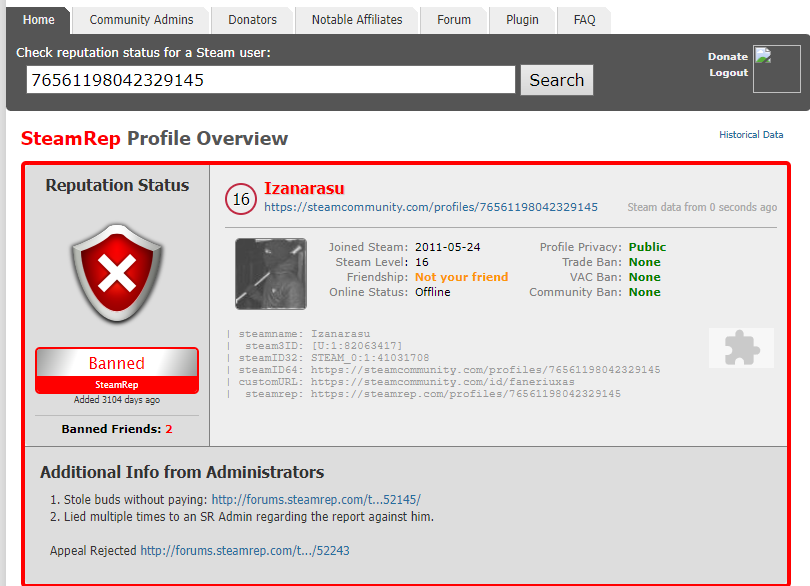 Home Community Admins Donators Notable Affiliates Forum Plugin FAQ
Check reputation status for a Steam user:
76561198042329145 Search
Donate
Logout
SteamRep Profile Overview
Historical Data
Reputation Status
Banned
SteamRep
Added 3104 days ago
Banned Friends: 2
16 Izanarasu
https://steamcommunity.com/profiles/76561198042329145 Steam data from 0 seconds ago
Joined Steam: 2011-05-24 Profile Privacy: Public
Steam Level: 16 Trade Ban: None
Friendship: Not your friend VAC Ban: None
Online Status: Offline Community Ban: None
| steamname: Izanarasu
| steam3ID: [U:1:82063417]
| steamID32: STEAM_0:1:41031708
| steamID64: https://steamcommunity.com/profiles/76561198042329145
| customURL: https://steamcommunity.com/id/faneriuxas
| steamrep: https://steamrep.com/profiles/76561198042329145
Additional Info from Administrators
1. Stole buds without paying: http://forums.steamrep.com/t...52145/
2. Lied multiple times to an SR Admin regarding the report against him.
Appeal Rejected http://forums.steamrep.com/t.../52243